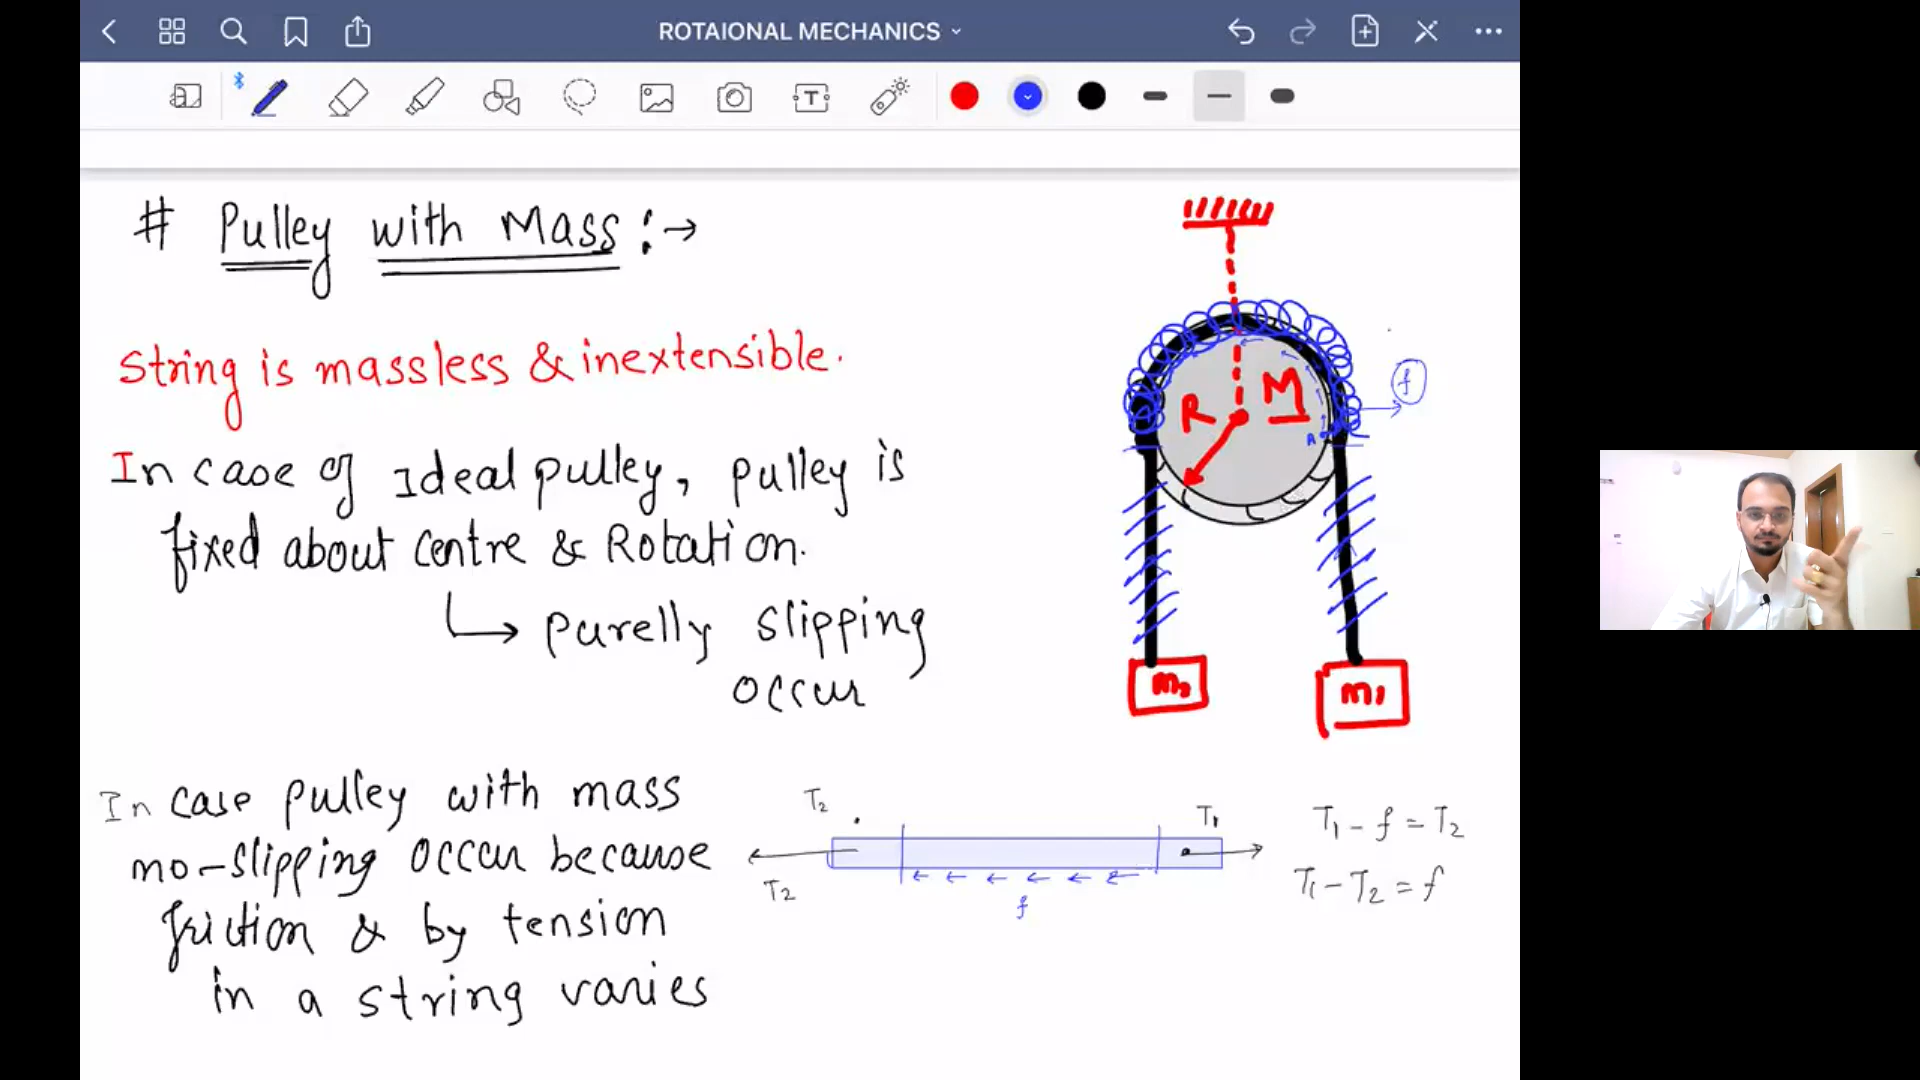 ROTAIONAL MECHANICS
# Pulley with Mass :→
String is massless & inextensible.
In case of Ideal pulley, pulley is
fixed about centre & Rotation.
↳ purelly slipping
occur
In case pulley with mass
no-slipping occur because
friction & by tension
in a string varies
R M
A
f
m2
m1
T2
T1
T2
f
T1 - f = T2
T1 - T2 = f